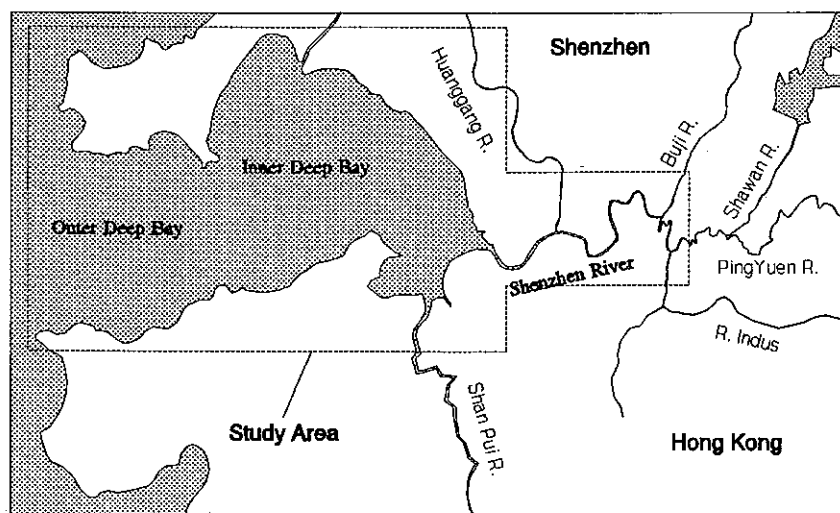 Shenzhen
Huanggang R.
Buji R.
Shawan R.
Inner Deep Bay
Outer Deep Bay
PingYuen R.
Shenzhen River
R. Indus
Study Area
Shan Pui R.
Hong Kong